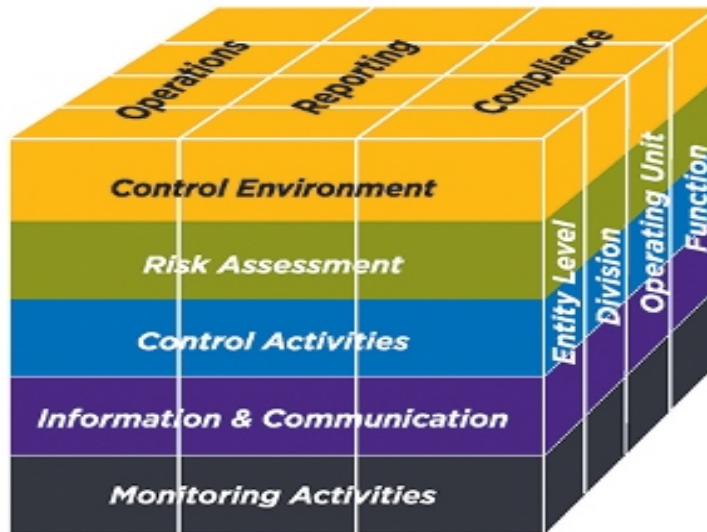 Operations
Reporting
Compliance
Control Environment
Risk Assessment
Control Activities
Information & Communication
Monitoring Activities
Entity Level
Division
Operating Unit
Function